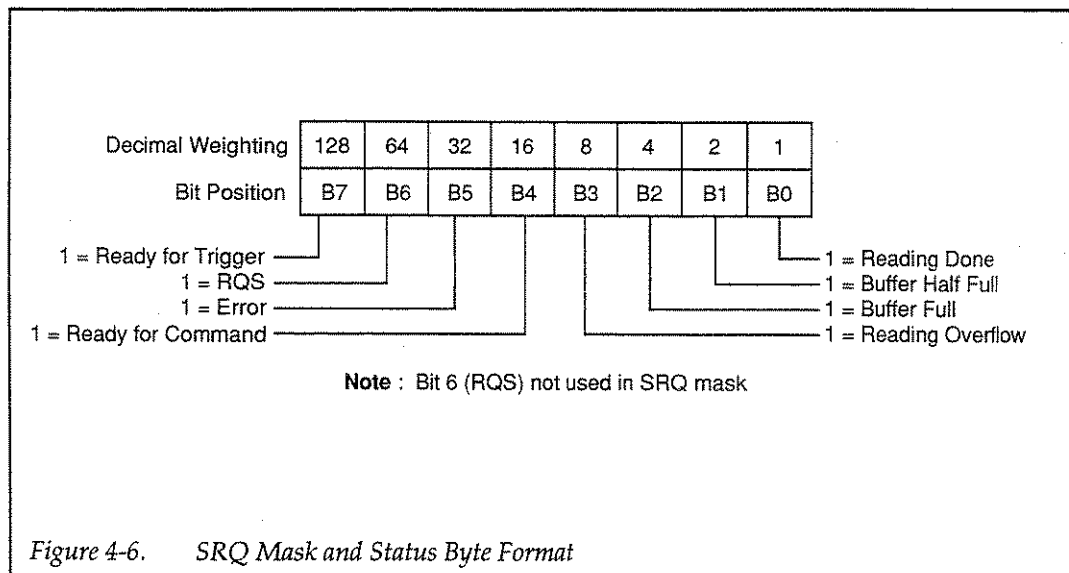 Decimal Weighting 128 64 32 16 8 4 2 1
Bit Position B7 B6 B5 B4 B3 B2 B1 B0
1 = Ready for Trigger 1 = Reading Done
1 = RQS 1 = Buffer Half Full
1 = Error 1 = Buffer Full
1 = Ready for Command 1 = Reading Overflow
Note : Bit 6 (RQS) not used in SRQ mask
Figure 4-6. SRQ Mask and Status Byte Format